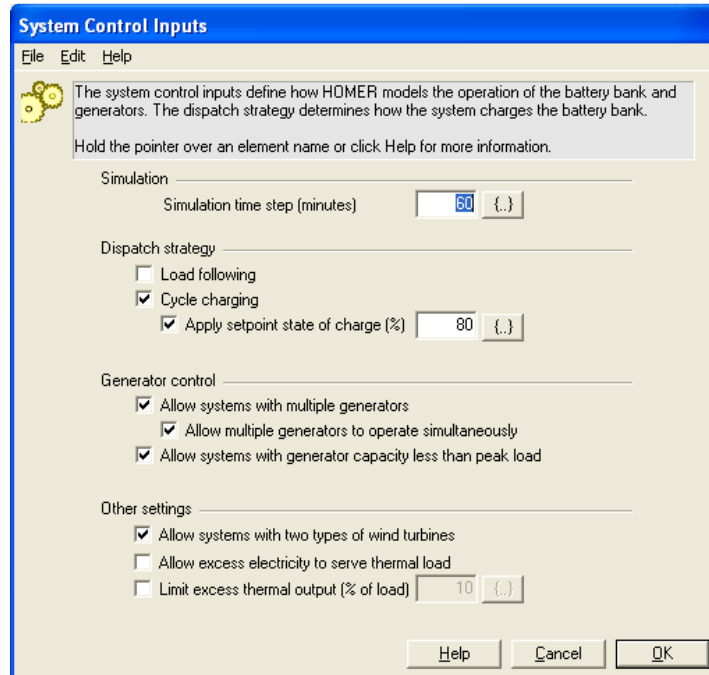 System Control Inputs
File Edit Help
The system control inputs define how HOMER models the operation of the battery bank and
generators. The dispatch strategy determines how the system charges the battery bank.
Hold the pointer over an element name or click Help for more information.
Simulation
Simulation time step (minutes) 60 {..}
Dispatch strategy
Load following
Cycle charging
Apply setpoint state of charge (%) 80 {..}
Generator control
Allow systems with multiple generators
Allow multiple generators to operate simultaneously
Allow systems with generator capacity less than peak load
Other settings
Allow systems with two types of wind turbines
Allow excess electricity to serve thermal load
Limit excess thermal output (% of load) 10 {..}
Help Cancel OK